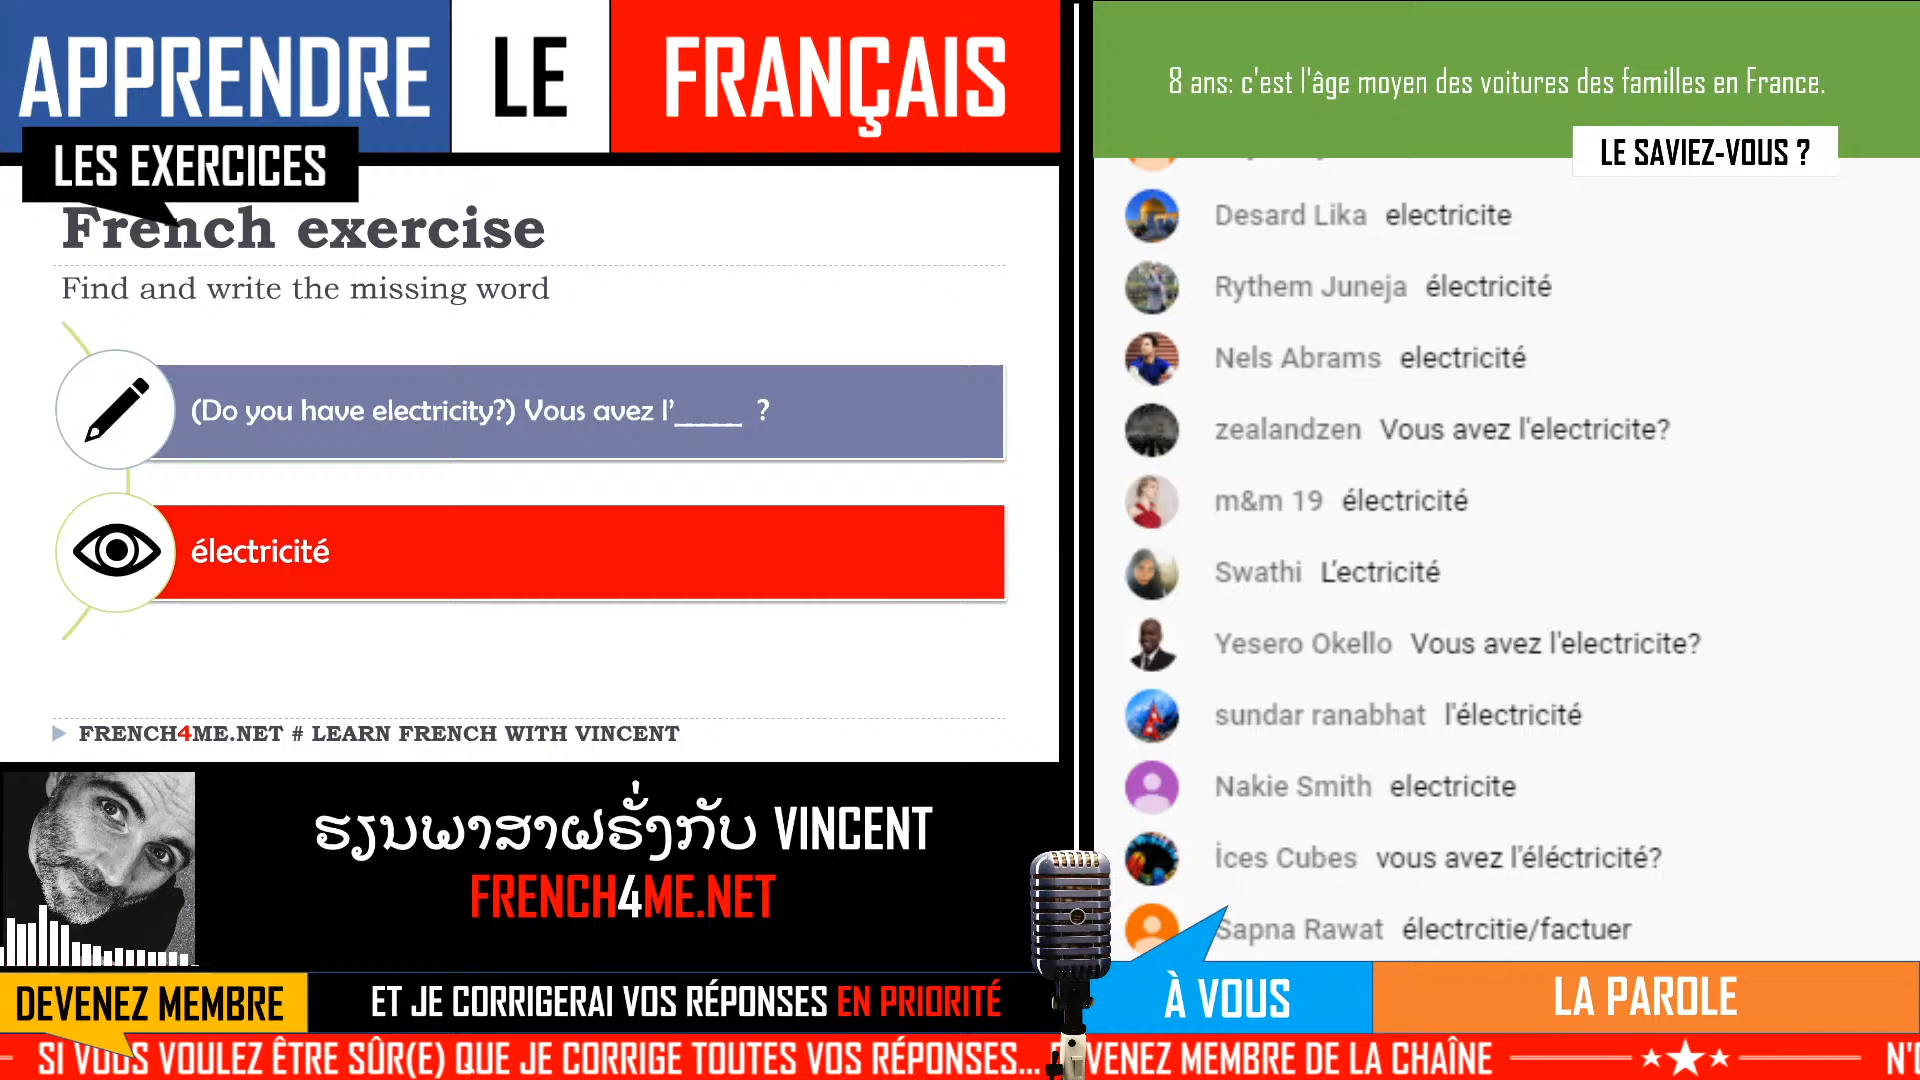 APPRENDRE LE FRANÇAIS
LES EXERCICES
French exercise
Find and write the missing word
(Do you have electricity?) Vous avez l'_____ ?
électricité
FRENCH4ME.NET # LEARN FRENCH WITH VINCENT
ຮຽນພາສາຝຣັ່ງກັບ VINCENT
FRENCH4ME.NET
DEVENEZ MEMBRE
ET JE CORRIGERAI VOS RÉPONSES EN PRIORITÉ
8 ans: c'est l'âge moyen des voitures des familles en France.
LE SAVIEZ-VOUS ?
Desard Lika electricite
Rythem Juneja électricité
Nels Abrams electricité
zealandzen Vous avez l'electricite?
m&m 19 électricité
Swathi L'ectricité
Yesero Okello Vous avez l'electricite?
sundar ranabhat l'électricité
Nakie Smith electricite
İces Cubes vous avez l'éléctricité?
Sapna Rawat électrcitie/factuer
À VOUS LA PAROLE
SI VOUS VOULEZ ÊTRE SÛR(E) QUE JE CORRIGE TOUTES VOS RÉPONSES... VENEZ MEMBRE DE LA CHAÎNE